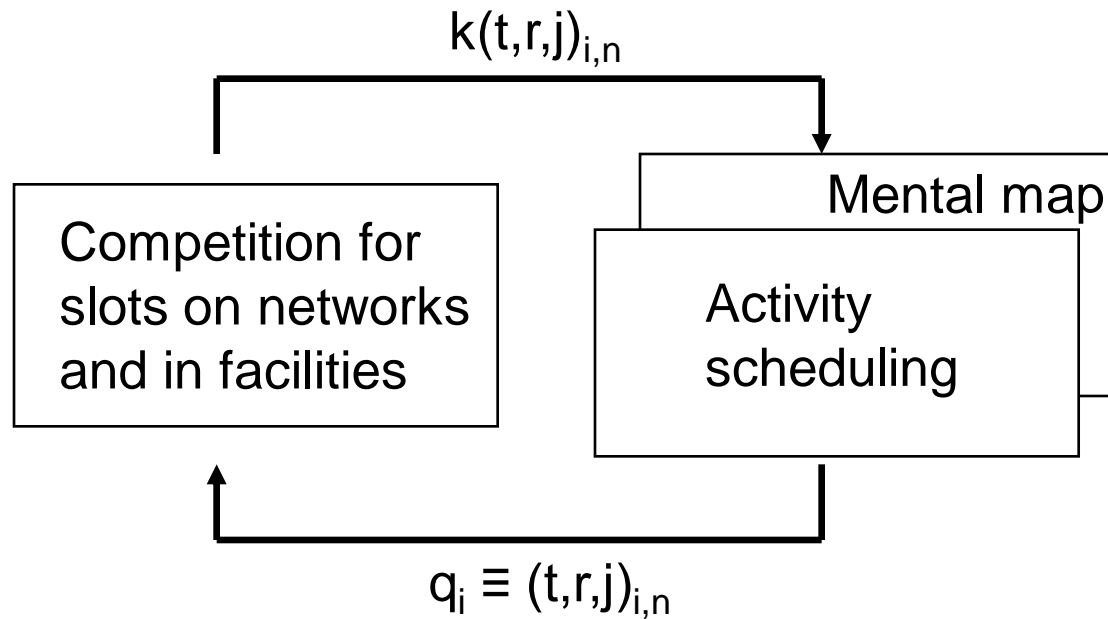 k(t,r,j)i,n
Mental map
Competition for
slots on networks
and in facilities
Activity
scheduling
qi ≡ (t,r,j)i,n